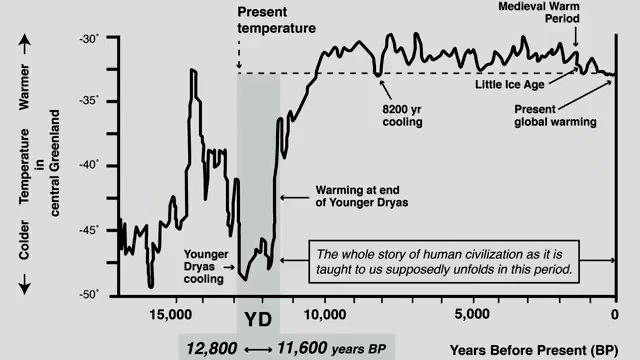 Present
temperature
Medieval Warm
Period
-30°
-35°
-40°
-45°
-50°
Colder Temperature Warmer
in
central Greenland
Little Ice Age
8200 yr
cooling
Present
global warming
Warming at end
of Younger Dryas
Younger
Dryas
cooling
The whole story of human civilization as it is
taught to us supposedly unfolds in this period.
15,000
YD
10,000
5,000
0
12,800 11,600 years BP
Years Before Present (BP)